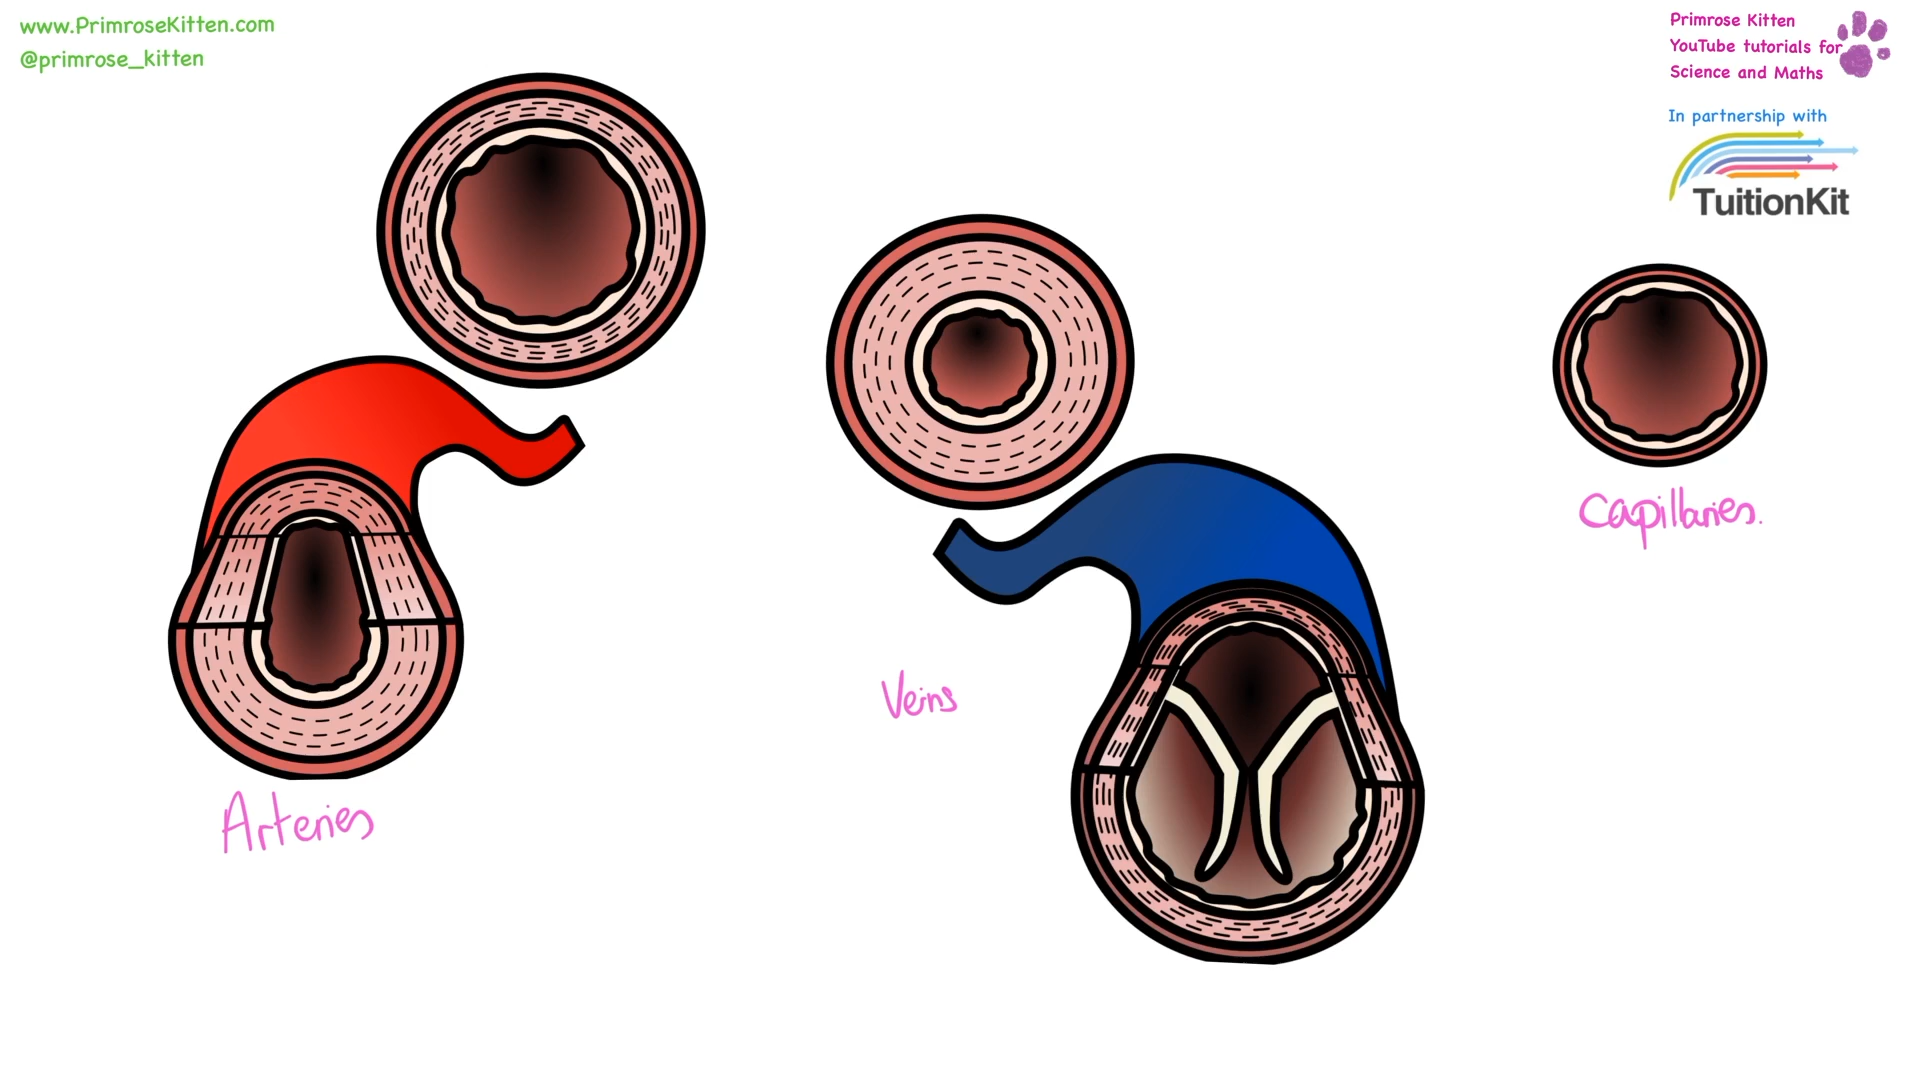 www.PrimroseKitten.com
@primrose_kitten
Primrose Kitten
YouTube tutorials for
Science and Maths
In partnership with
TuitionKit
Capillaries.
Veins
Arteries